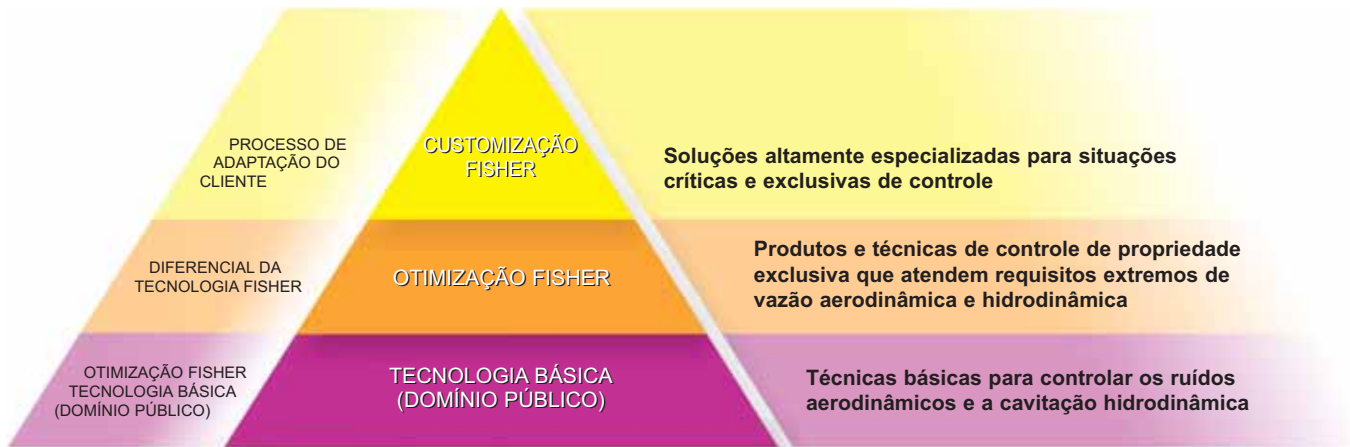 PROCESSO DE
ADAPTAÇÃO DO
CLIENTE
CUSTOMIZAÇÃO
FISHER
Soluções altamente especializadas para situações
críticas e exclusivas de controle
DIFERENCIAL DA
TECNOLOGIA FISHER
OTIMIZAÇÃO FISHER
Produtos e técnicas de controle de propriedade
exclusiva que atendem requisitos extremos de
vazão aerodinâmica e hidrodinâmica
OTIMIZAÇÃO FISHER
TECNOLOGIA BÁSICA
(DOMÍNIO PÚBLICO)
TECNOLOGIA BÁSICA
(DOMÍNIO PÚBLICO)
Técnicas básicas para controlar os ruídos
aerodinâmicos e a cavitação hidrodinâmica